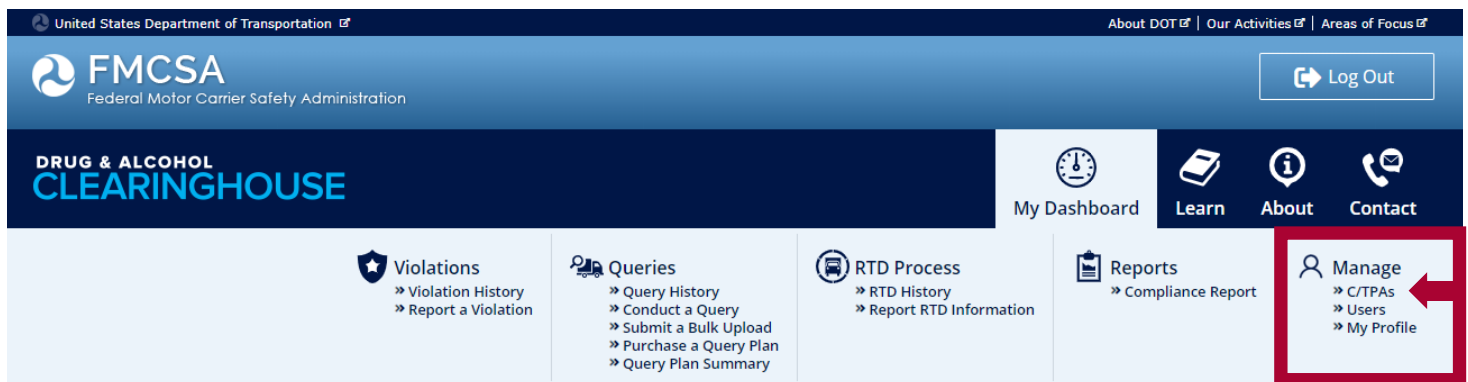 United States Department of Transportation
About DOT | Our Activities | Areas of Focus
FMCSA
Federal Motor Carrier Safety Administration
Log Out
DRUG & ALCOHOL
CLEARINGHOUSE
My Dashboard
Learn
About
Contact
Violations
» Violation History
» Report a Violation
Queries
» Query History
» Conduct a Query
» Submit a Bulk Upload
» Purchase a Query Plan
» Query Plan Summary
RTD Process
» RTD History
» Report RTD Information
Reports
» Compliance Report
Manage
» C/TPAs
» Users
» My Profile